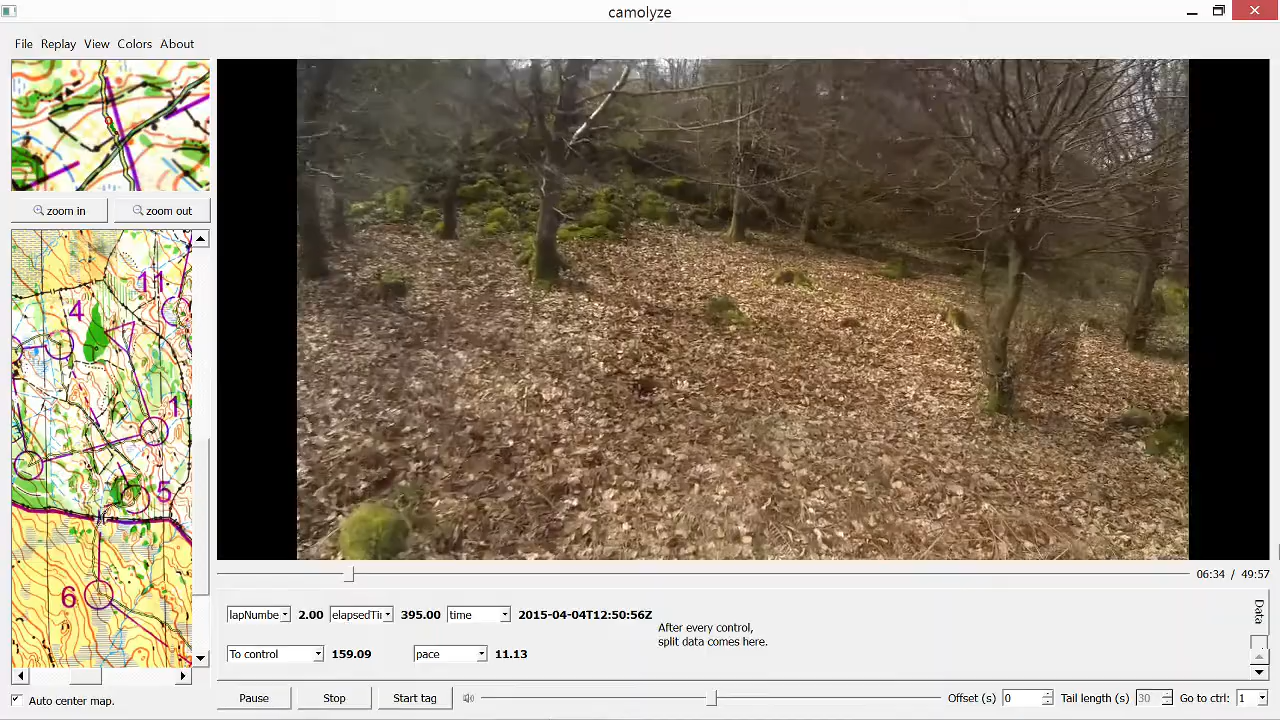 camolyze
File Replay View Colors About
zoom in zoom out
11
4
1
5
6
06:34 / 49:57
lapNumbe 2.00 elapsedTi 395.00 time 2015-04-04T12:50:56Z
After every control,
split data comes here.
To control 159.09 pace 11.13
Data
Auto center map.
Pause Stop Start tag Offset (s) 0 Tail length (s) 30 Go to ctrl: 1